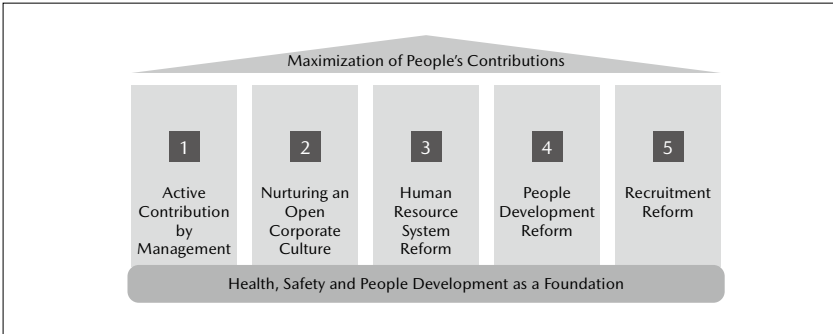 Maximization of People's Contributions
1
Active
Contribution
by
Management
2
Nurturing an
Open
Corporate
Culture
3
Human
Resource
System
Reform
4
People
Development
Reform
5
Recruitment
Reform
Health, Safety and People Development as a Foundation